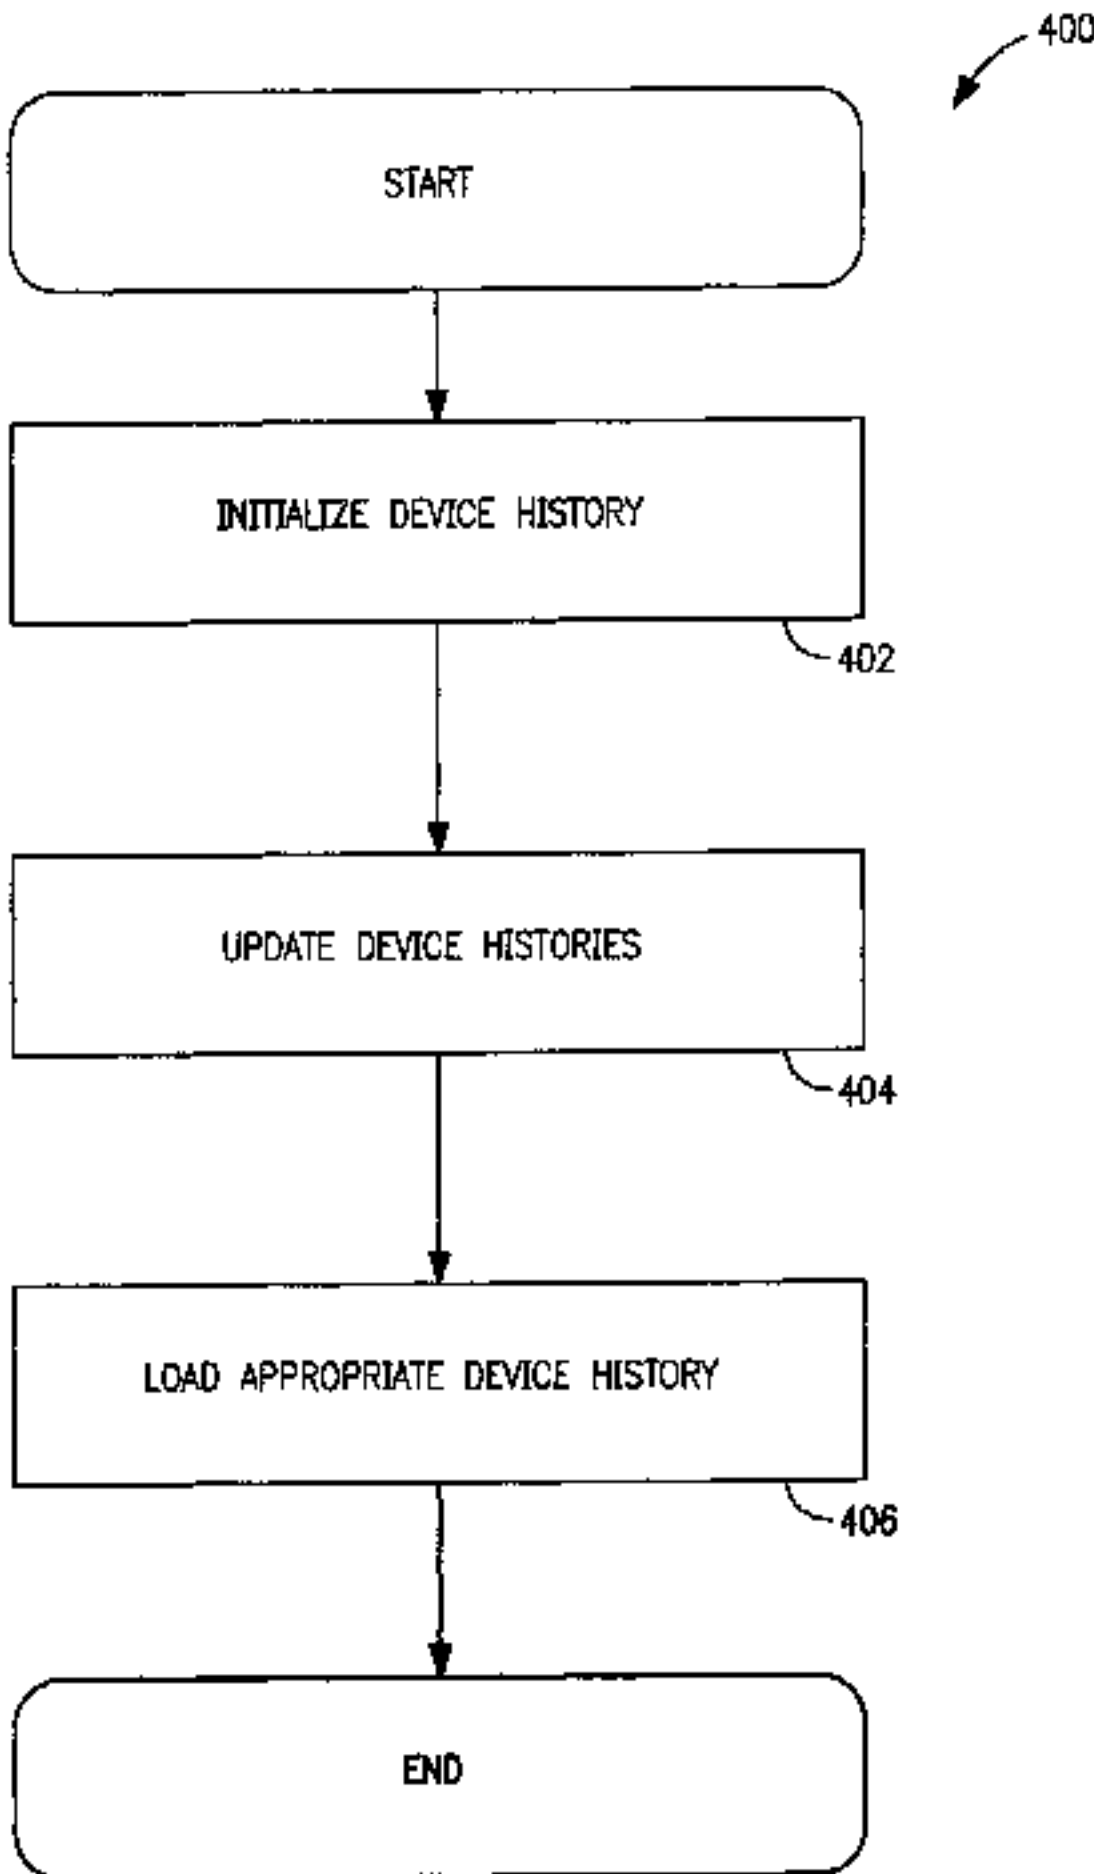 400
START
INITIALIZE DEVICE HISTORY
402
UPDATE DEVICE HISTORIES
404
LOAD APPROPRIATE DEVICE HISTORY
406
END